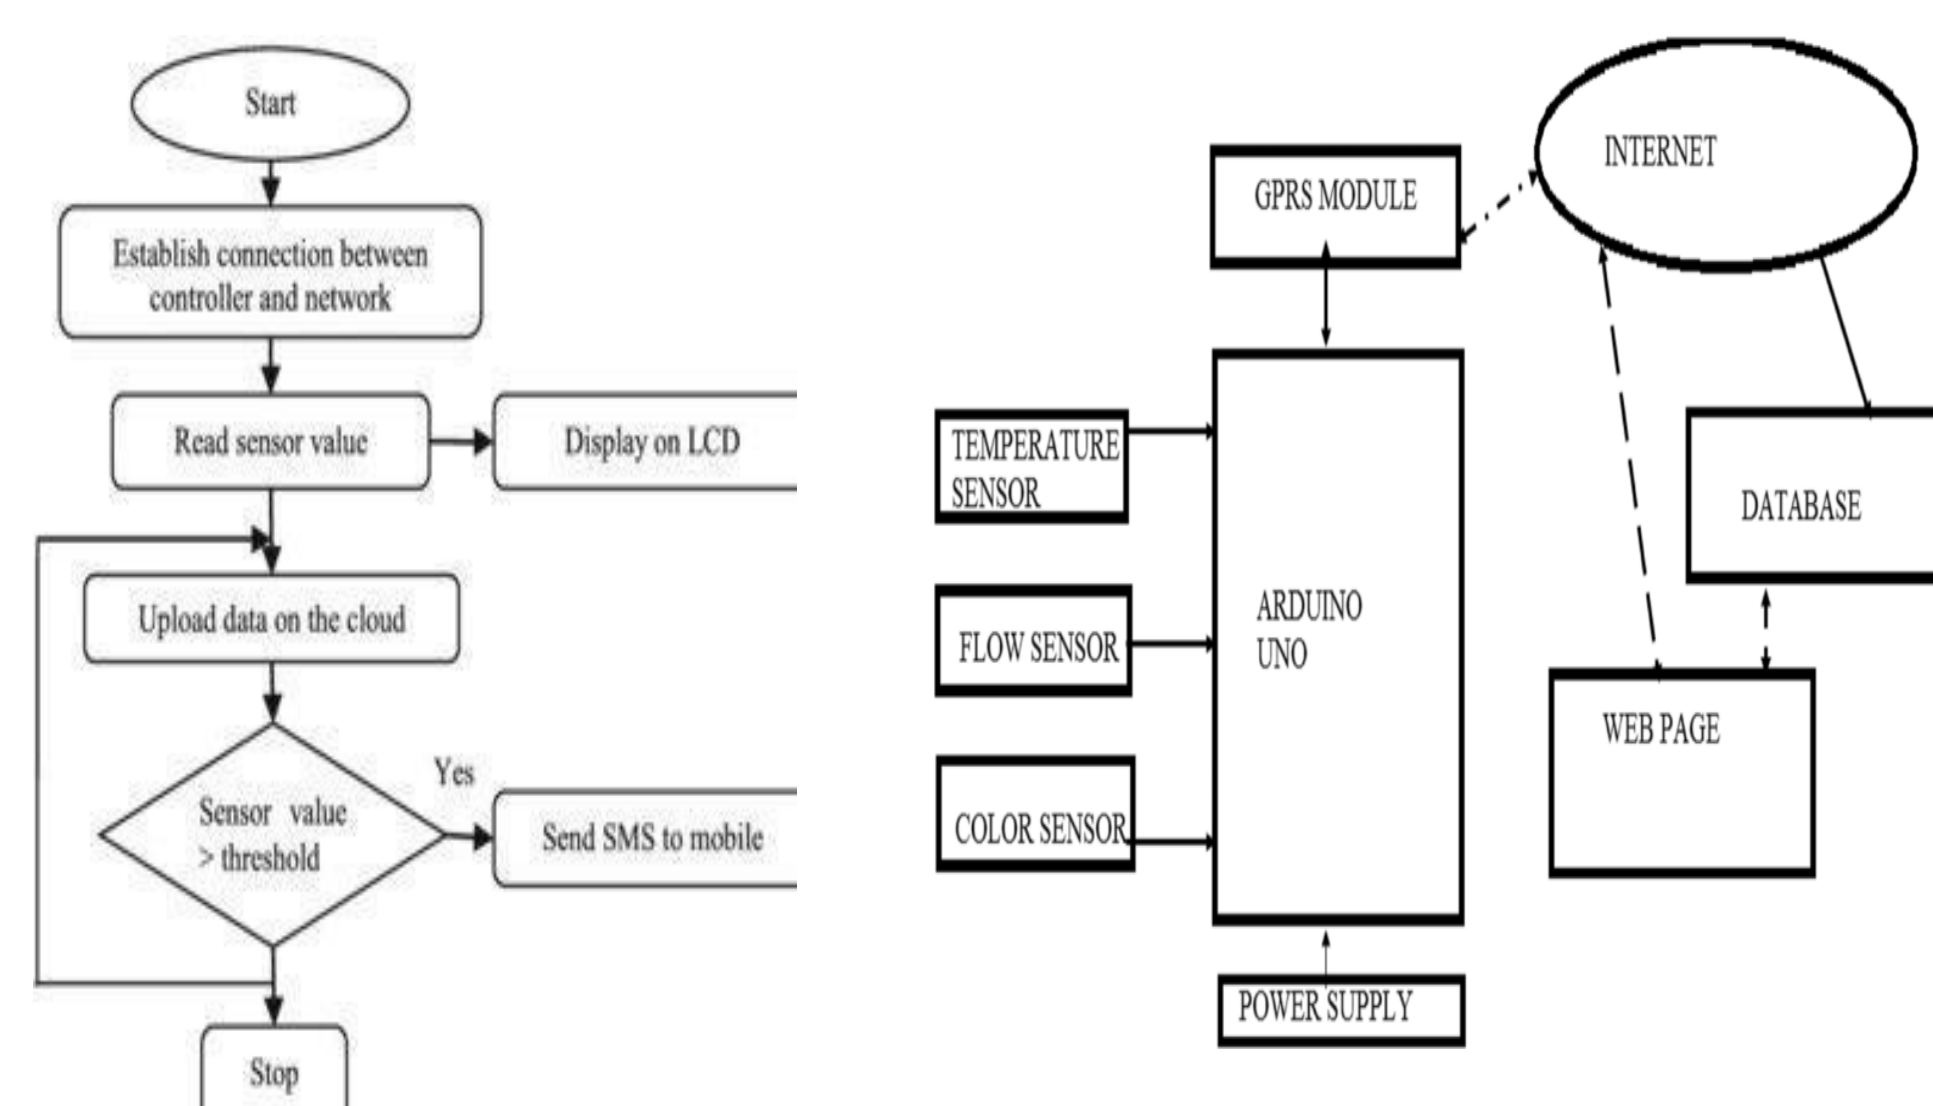 Start
Establish connection between
controller and network
Read sensor value
Display on LCD
Upload data on the cloud
Yes
Sensor value
> threshold
Send SMS to mobile
Stop
INTERNET
GPRS MODULE
TEMPERATURE
SENSOR
DATABASE
ARDUINO
UNO
FLOW SENSOR
WEB PAGE
COLOR SENSOR
POWER SUPPLY